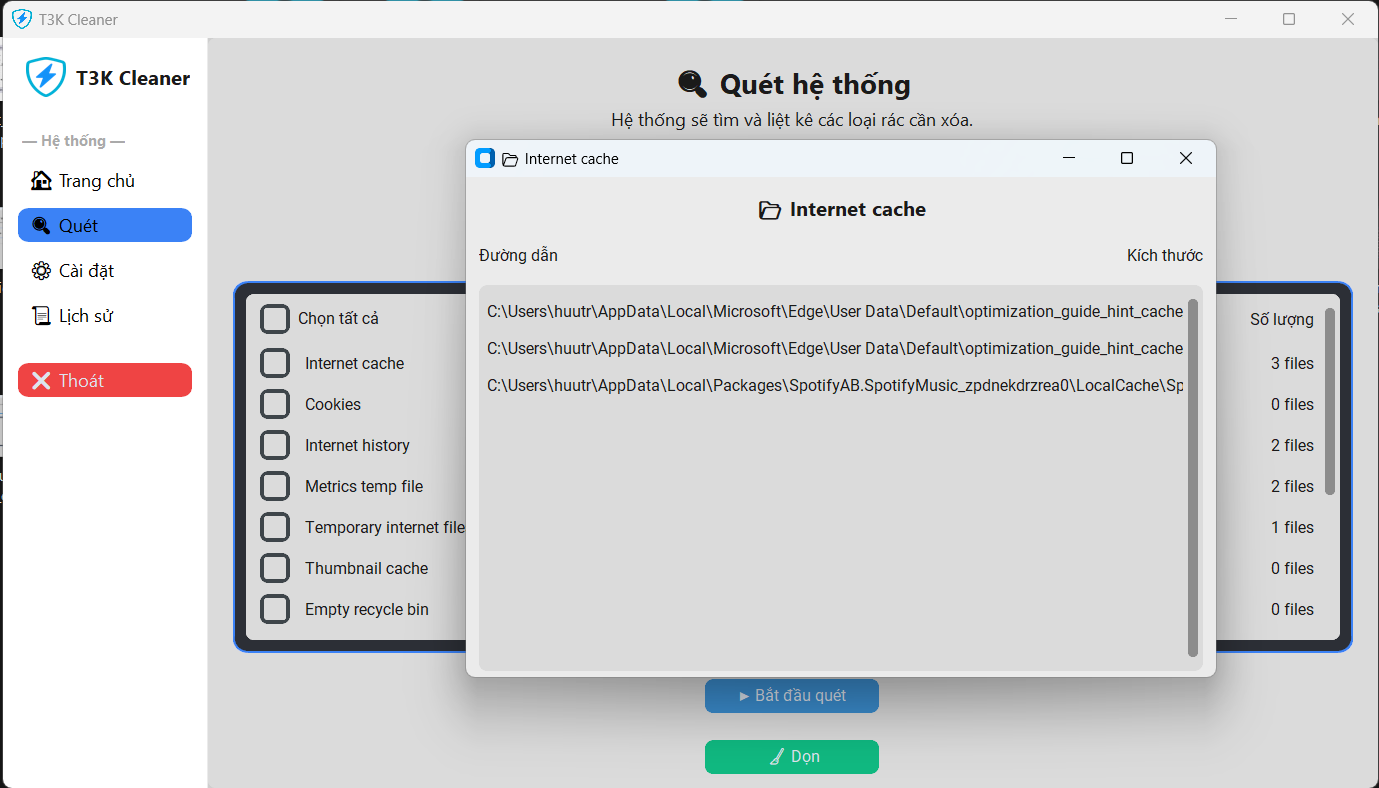 T3K Cleaner
T3K Cleaner
— Hệ thống —
Trang chủ
Quét
Cài đặt
Lịch sử
Thoát
Quét hệ thống
Hệ thống sẽ tìm và liệt kê các loại rác cần xóa.
Chọn tất cả
Số lượng
Internet cache
3 files
Cookies
0 files
Internet history
2 files
Metrics temp file
2 files
Temporary internet file
1 files
Thumbnail cache
0 files
Empty recycle bin
0 files
Internet cache
Internet cache
Đường dẫn
Kích thước
C:\Users\huutr\AppData\Local\Microsoft\Edge\User Data\Default\optimization_guide_hint_cache
C:\Users\huutr\AppData\Local\Microsoft\Edge\User Data\Default\optimization_guide_hint_cache
C:\Users\huutr\AppData\Local\Packages\SpotifyAB.SpotifyMusic_zpdnekdrzrea0\LocalCache\Sp
Bắt đầu quét
Dọn